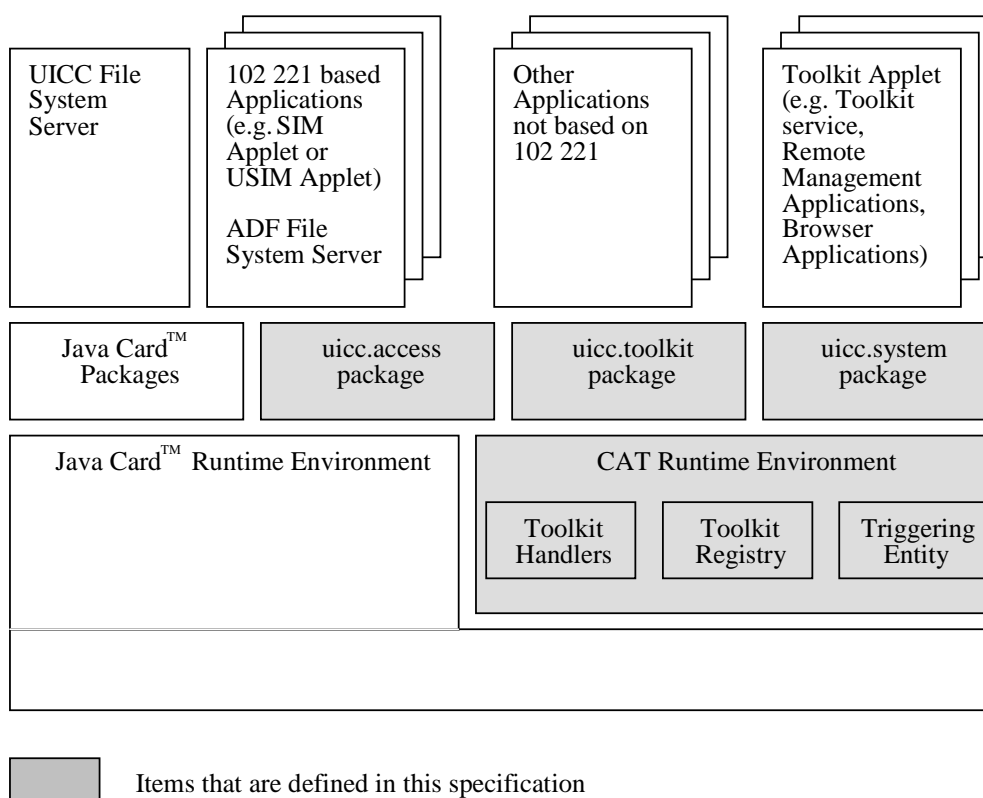 UICC File
System
Server
102 221 based
Applications
(e.g. SIM
Applet or
USIM Applet)
ADF File
System Server
Other
Applications
not based on
102 221
Toolkit Applet
(e.g. Toolkit
service,
Remote
Management
Applications,
Browser
Applications)
Java Card™
Packages
uicc.access
package
uicc.toolkit
package
uicc.system
package
Java Card™ Runtime Environment
CAT Runtime Environment
Toolkit
Handlers
Toolkit
Registry
Triggering
Entity
Items that are defined in this specification